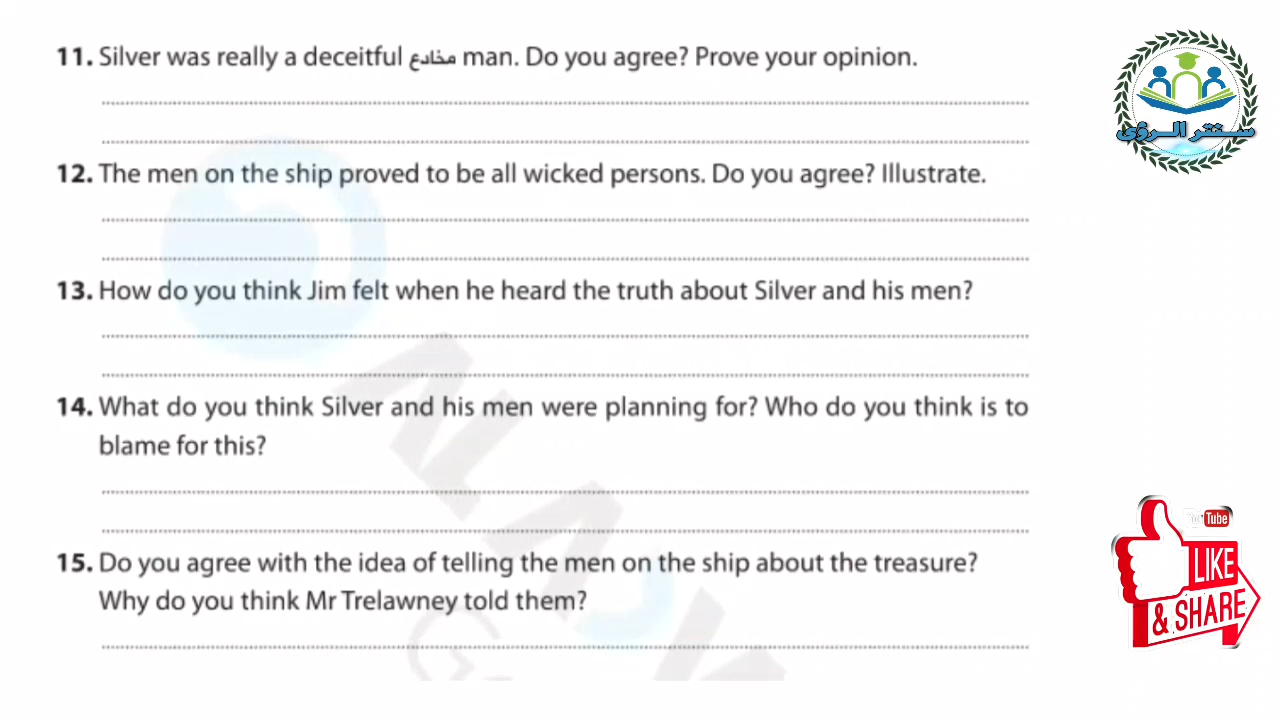 11. Silver was really a deceitful مخادع man. Do you agree? Prove your opinion.
سنتر الرؤى
12. The men on the ship proved to be all wicked persons. Do you agree? Illustrate.
13. How do you think Jim felt when he heard the truth about Silver and his men?
14. What do you think Silver and his men were planning for? Who do you think is to
blame for this?
YouTube
LIKE
& SHARE
15. Do you agree with the idea of telling the men on the ship about the treasure?
Why do you think Mr Trelawney told them?